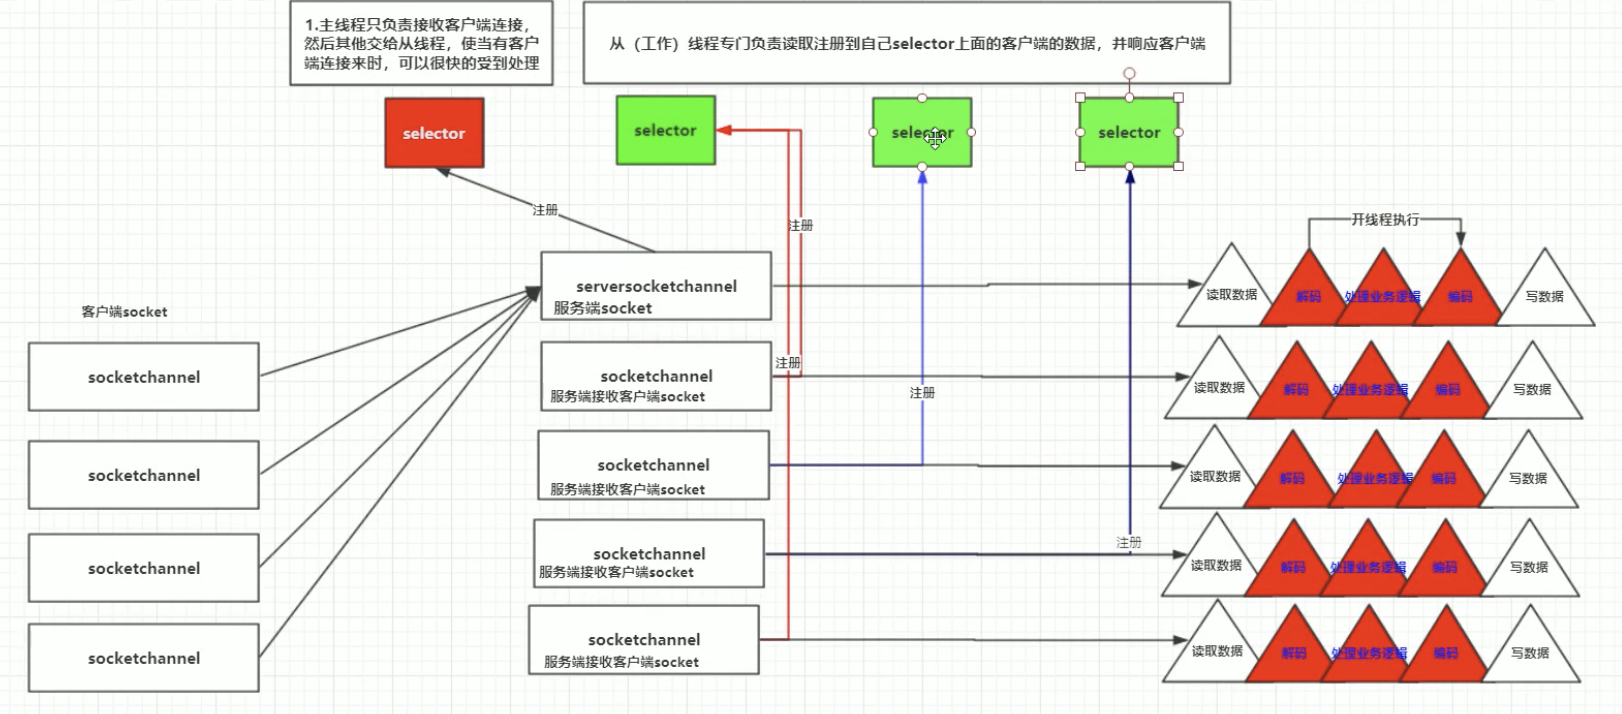 1.主线程只负责接收客户端连接，
然后其他交给从线程，使当有客户
端连接来时，可以很快的受到处理
从（工作）线程专门负责读取注册到自己selector上面的客户端的数据，并响应客户端
selector
selector
selector
selector
注册
注册
开线程执行
serversocketchannel
服务端socket
读取数据
解码
处理业务逻辑
编码
写数据
客户端socket
注册
socketchannel
socketchannel
服务端接收客户端socket
注册
读取数据
解码
处理业务逻辑
编码
写数据
socketchannel
socketchannel
服务端接收客户端socket
读取数据
解码
处理业务逻辑
编码
写数据
socketchannel
socketchannel
服务端接收客户端socket
注册
读取数据
解码
处理业务逻辑
编码
写数据
socketchannel
socketchannel
服务端接收客户端socket
读取数据
解码
处理业务逻辑
编码
写数据